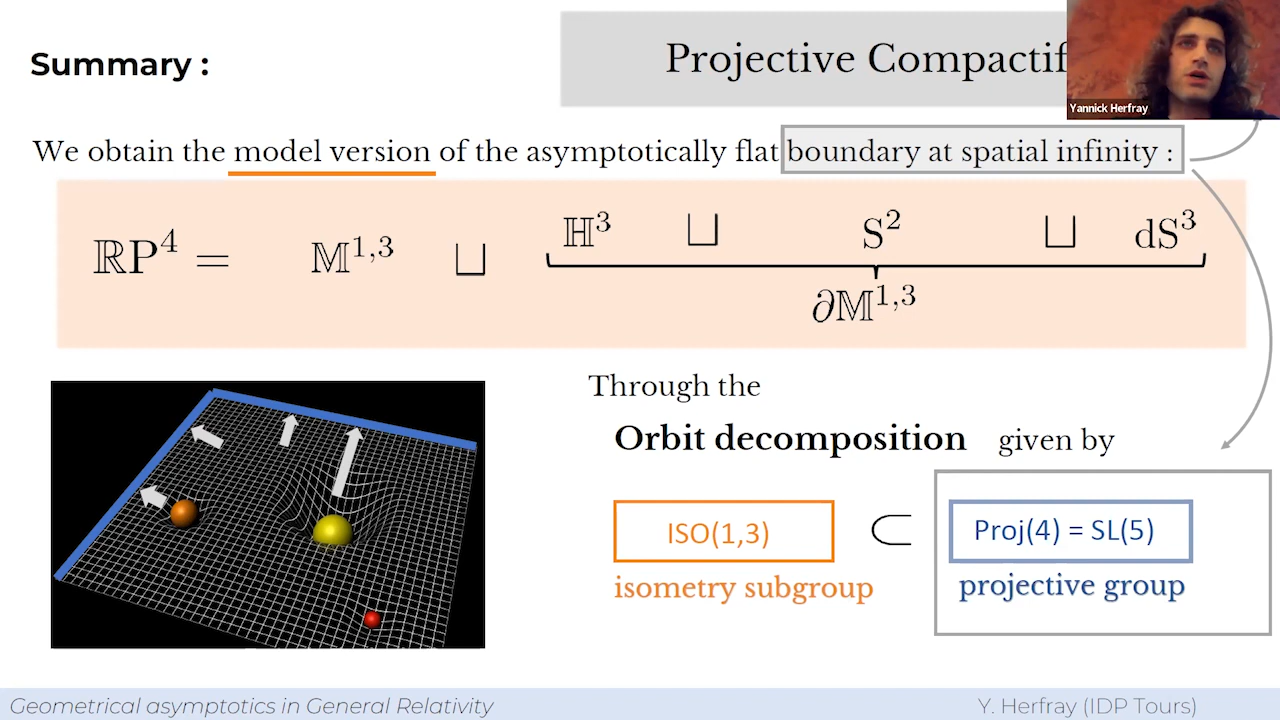 Summary :
Projective Compactif
Yannick Herfray
We obtain the model version of the asymptotically flat boundary at spatial infinity :
ℝP⁴ = 𝕄¹,³ ⊔ ℍ³ ⊔ S² ⊔ dS³
∂𝕄¹,³
Through the
Orbit decomposition given by
ISO(1,3) ⊂ Proj(4) = SL(5)
isometry subgroup projective group
Geometrical asymptotics in General Relativity Y. Herfray (IDP Tours)